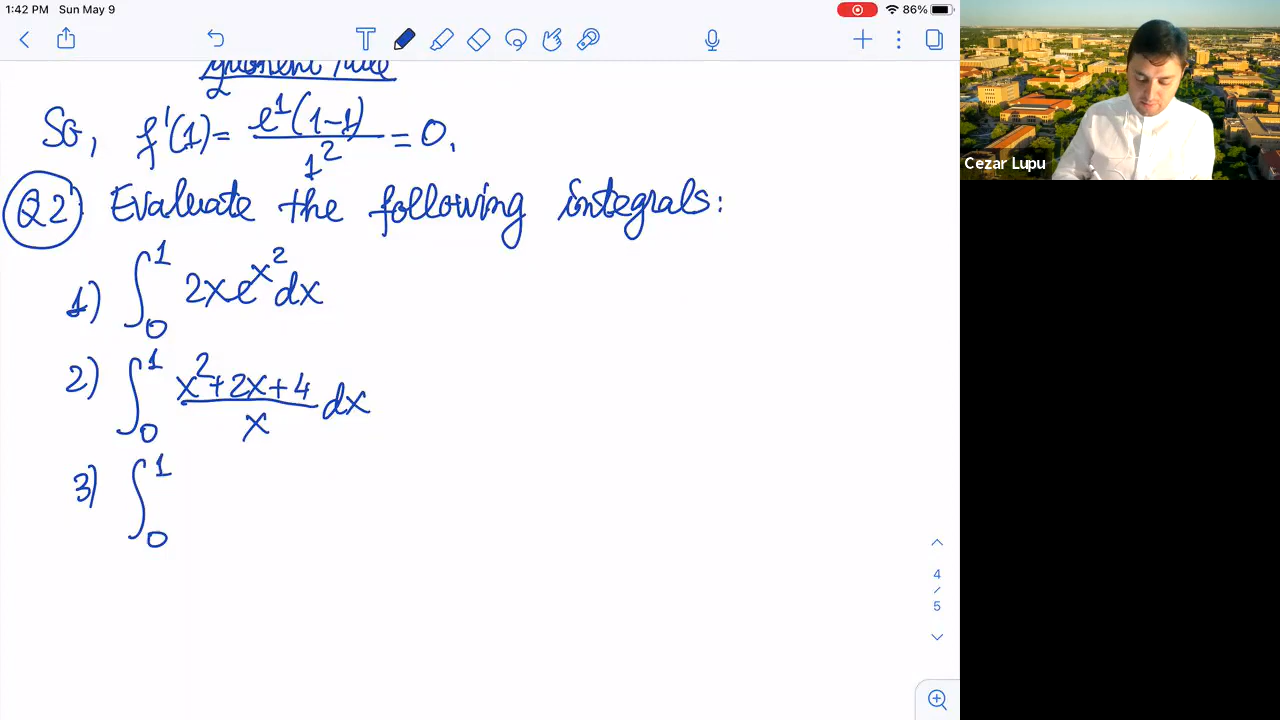 1:42 PM Sun May 9
86%
quotient rule
So, f'(1) = e^1(1-1)/1^2 = 0.
Q2 Evaluate the following integrals:
1) ∫_0^1 2xe^{x^2}dx
2) ∫_0^1 (x^2+2x+4)/x dx
3) ∫_0^1
Cezar Lupu
T
4
/
5